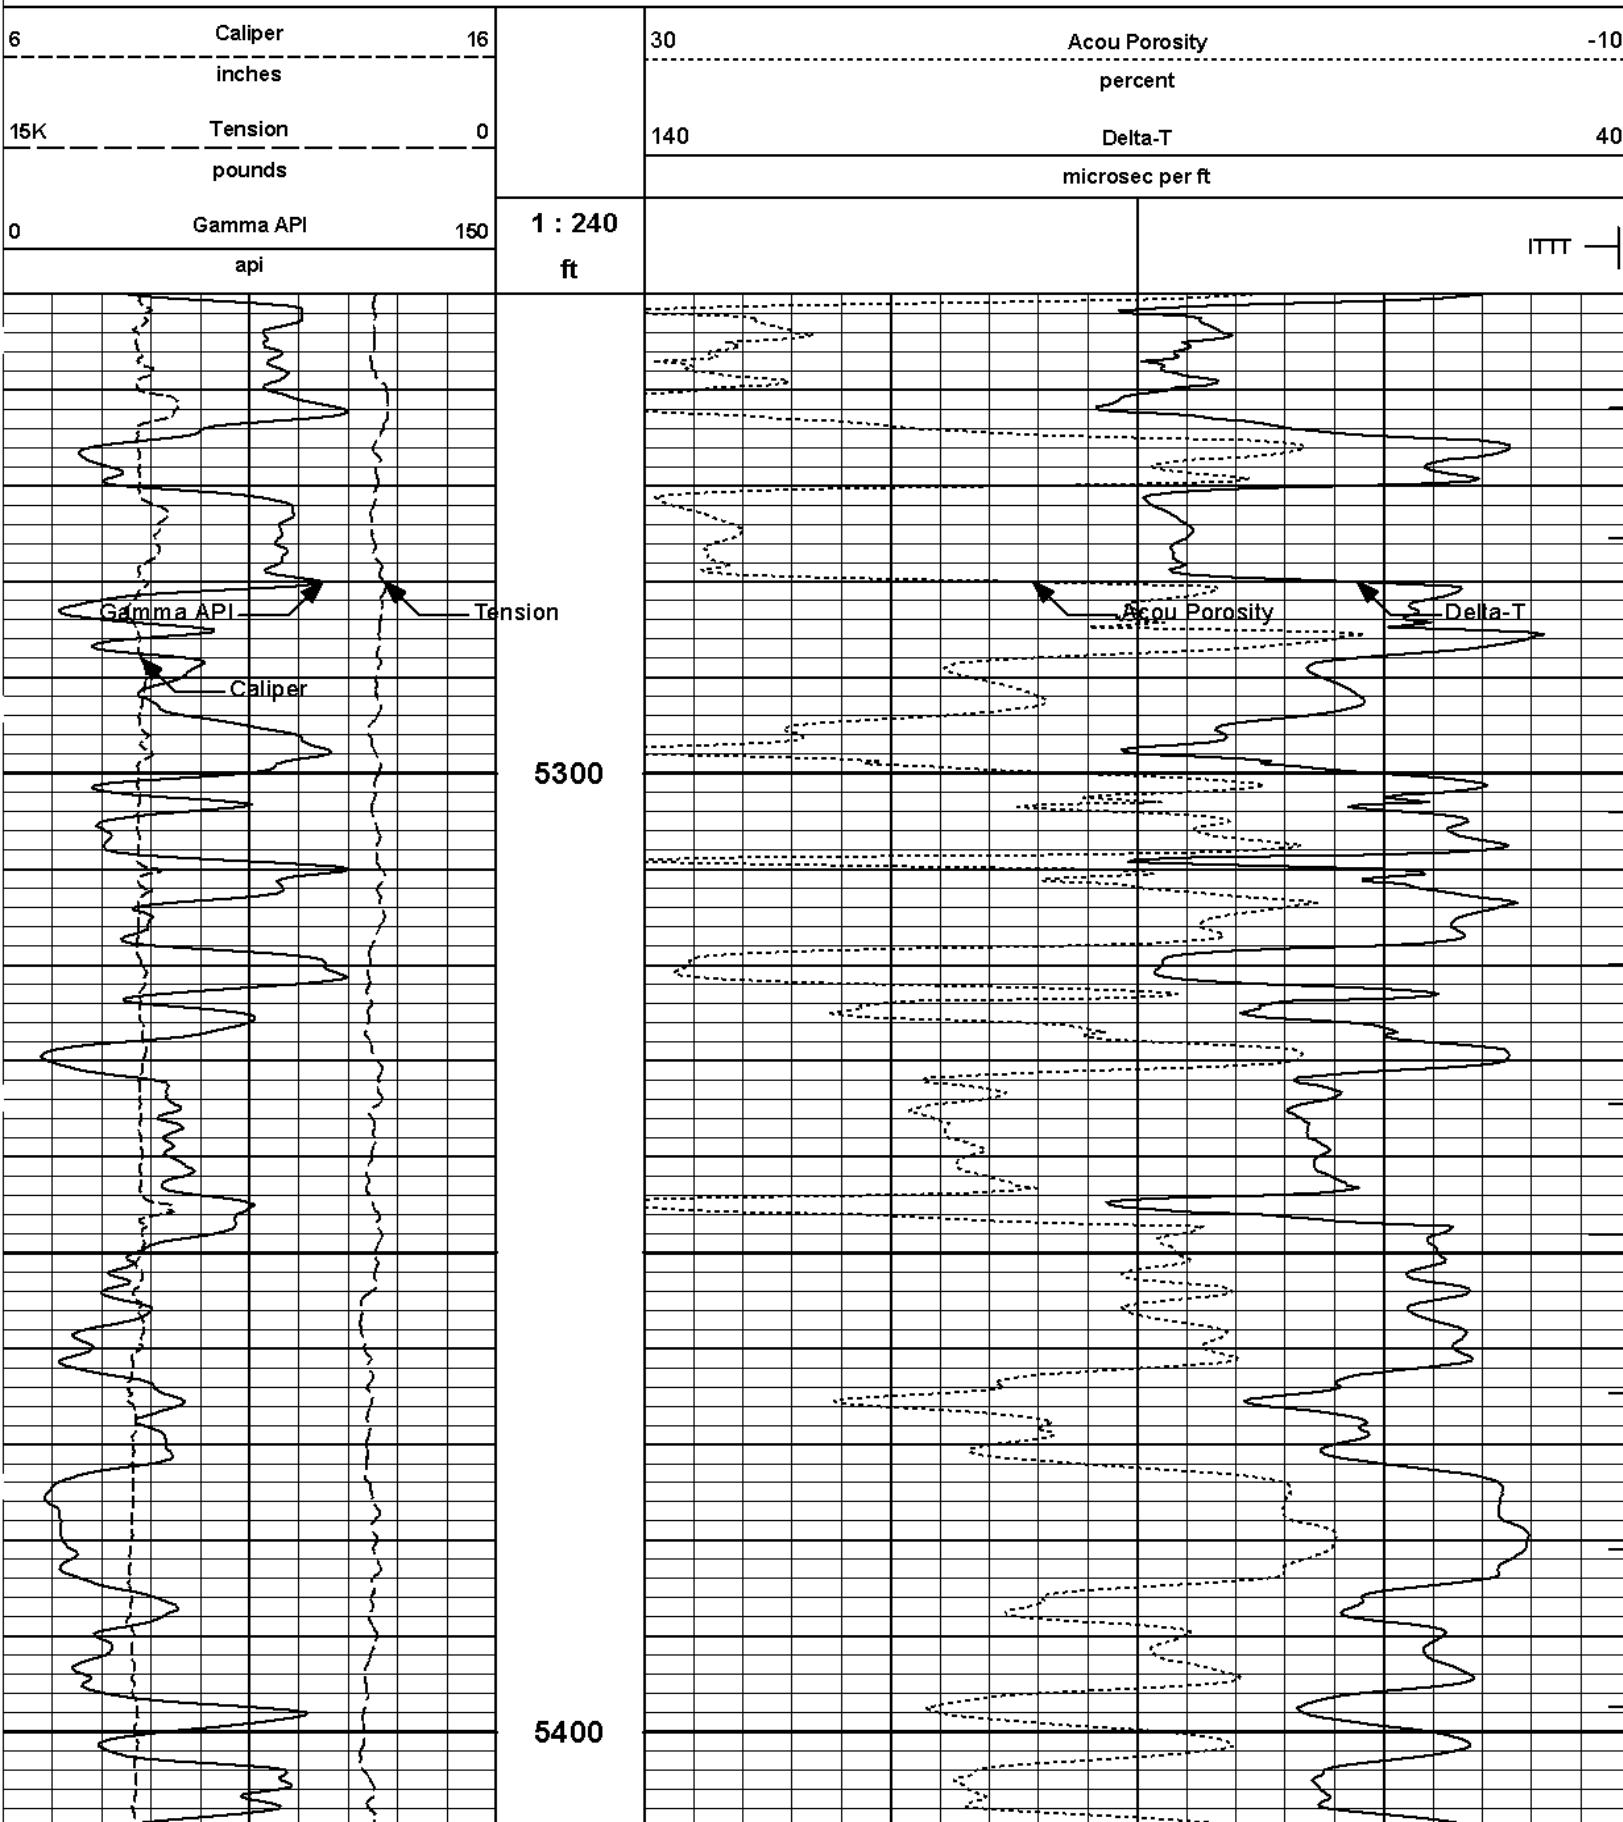 6 Caliper 16
inches
15K Tension 0
pounds
0 Gamma API 150
api
1 : 240
ft
30 Acou Porosity -10
percent
140 Delta-T 40
microsec per ft
ITTT
Gamma API
Tension
Acou Porosity
Delta-T
Caliper
5300
5400